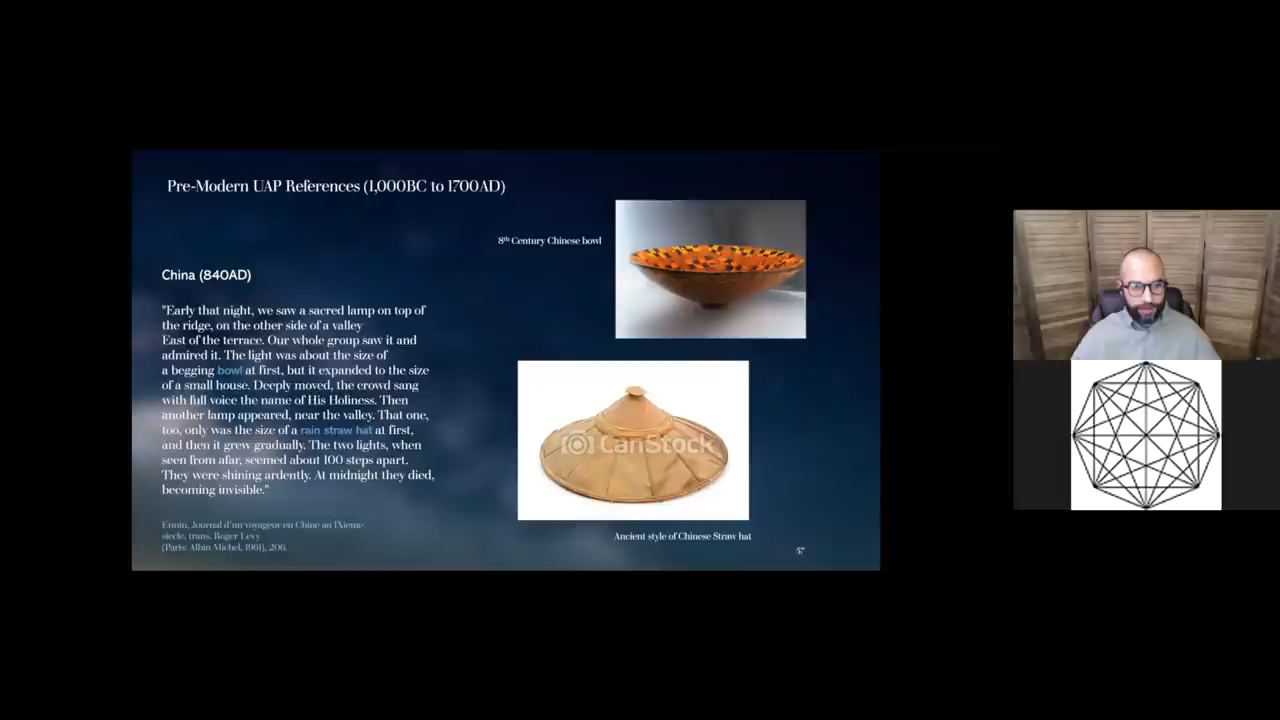 Pre-Modern UAP References (1,000BC to 1700AD)
8th Century Chinese bowl
China (840AD)
"Early that night, we saw a sacred lamp on top of
the ridge, on the other side of a valley
East of the terrace. Our whole group saw it and
admired it. The light was about the size of
a begging bowl at first, but it expanded to the size
of a small house. Deeply moved, the crowd sang
with full voice the name of His Holiness. Then
another lamp appeared, near the valley. That one,
too, only was the size of a rain straw hat at first,
and then it grew gradually. The two lights, when
seen from afar, seemed about 100 steps apart.
They were shining ardently. At midnight they died,
becoming invisible."
CanStock
Ennin, Journal d'un voyageur en Chine au IXieme
siecle, trans, Roger Levy
(Paris: Albin Michel, 1961), 206.
Ancient style of Chinese Straw hat
57